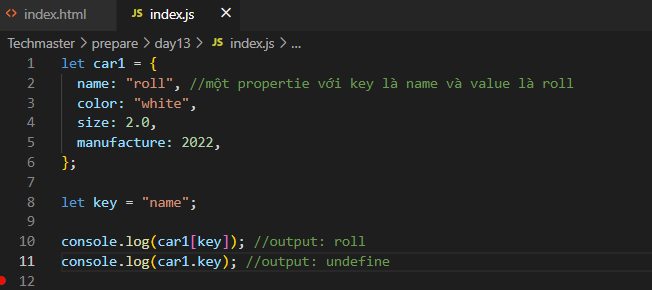 <> index.html JS index.js ×
Techmaster > prepare > day13 > JS index.js > ...
1 let car1 = {
2 name: "roll", //một propertie với key là name và value là roll
3 color: "white",
4 size: 2.0,
5 manufacture: 2022,
6 };
7
8 let key = "name";
9
10 console.log(car1[key]); //output: roll
11 console.log(car1.key); //output: undefine
12